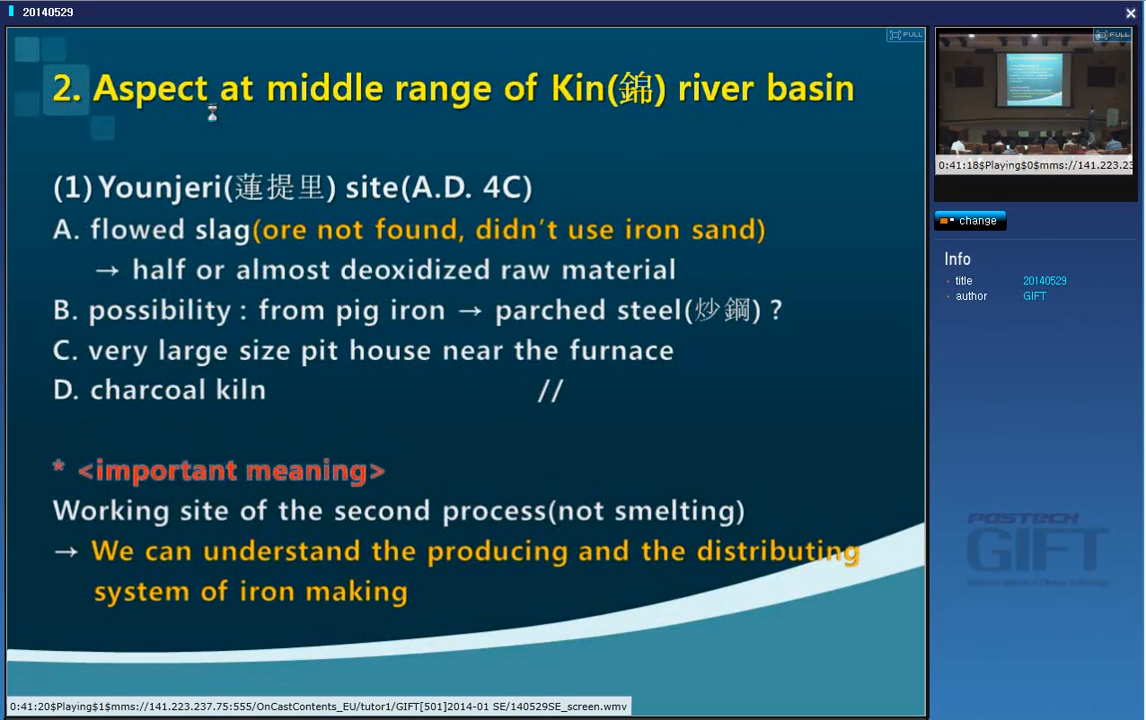 20140529
FULL
2. Aspect at middle range of Kin(錦) river basin
(1) Younjeri(蓮提里) site(A.D. 4C)
A. flowed slag(ore not found, didn't use iron sand)
→ half or almost deoxidized raw material
B. possibility : from pig iron → parched steel(炒鋼) ?
C. very large size pit house near the furnace
D. charcoal kiln //
* <important meaning>
Working site of the second process(not smelting)
→ We can understand the producing and the distributing
system of iron making
0:41:20$Playing$1$mms://141.223.237.75:555/OnCastContents_EU/tutor1/GIFT[501]2014-01 SE/140529SE_screen.wmv
FULL
0:41:18$Playing$0$mms://141.223.23
change
Info
title 20140529
author GIFT
POSTECH
GIFT